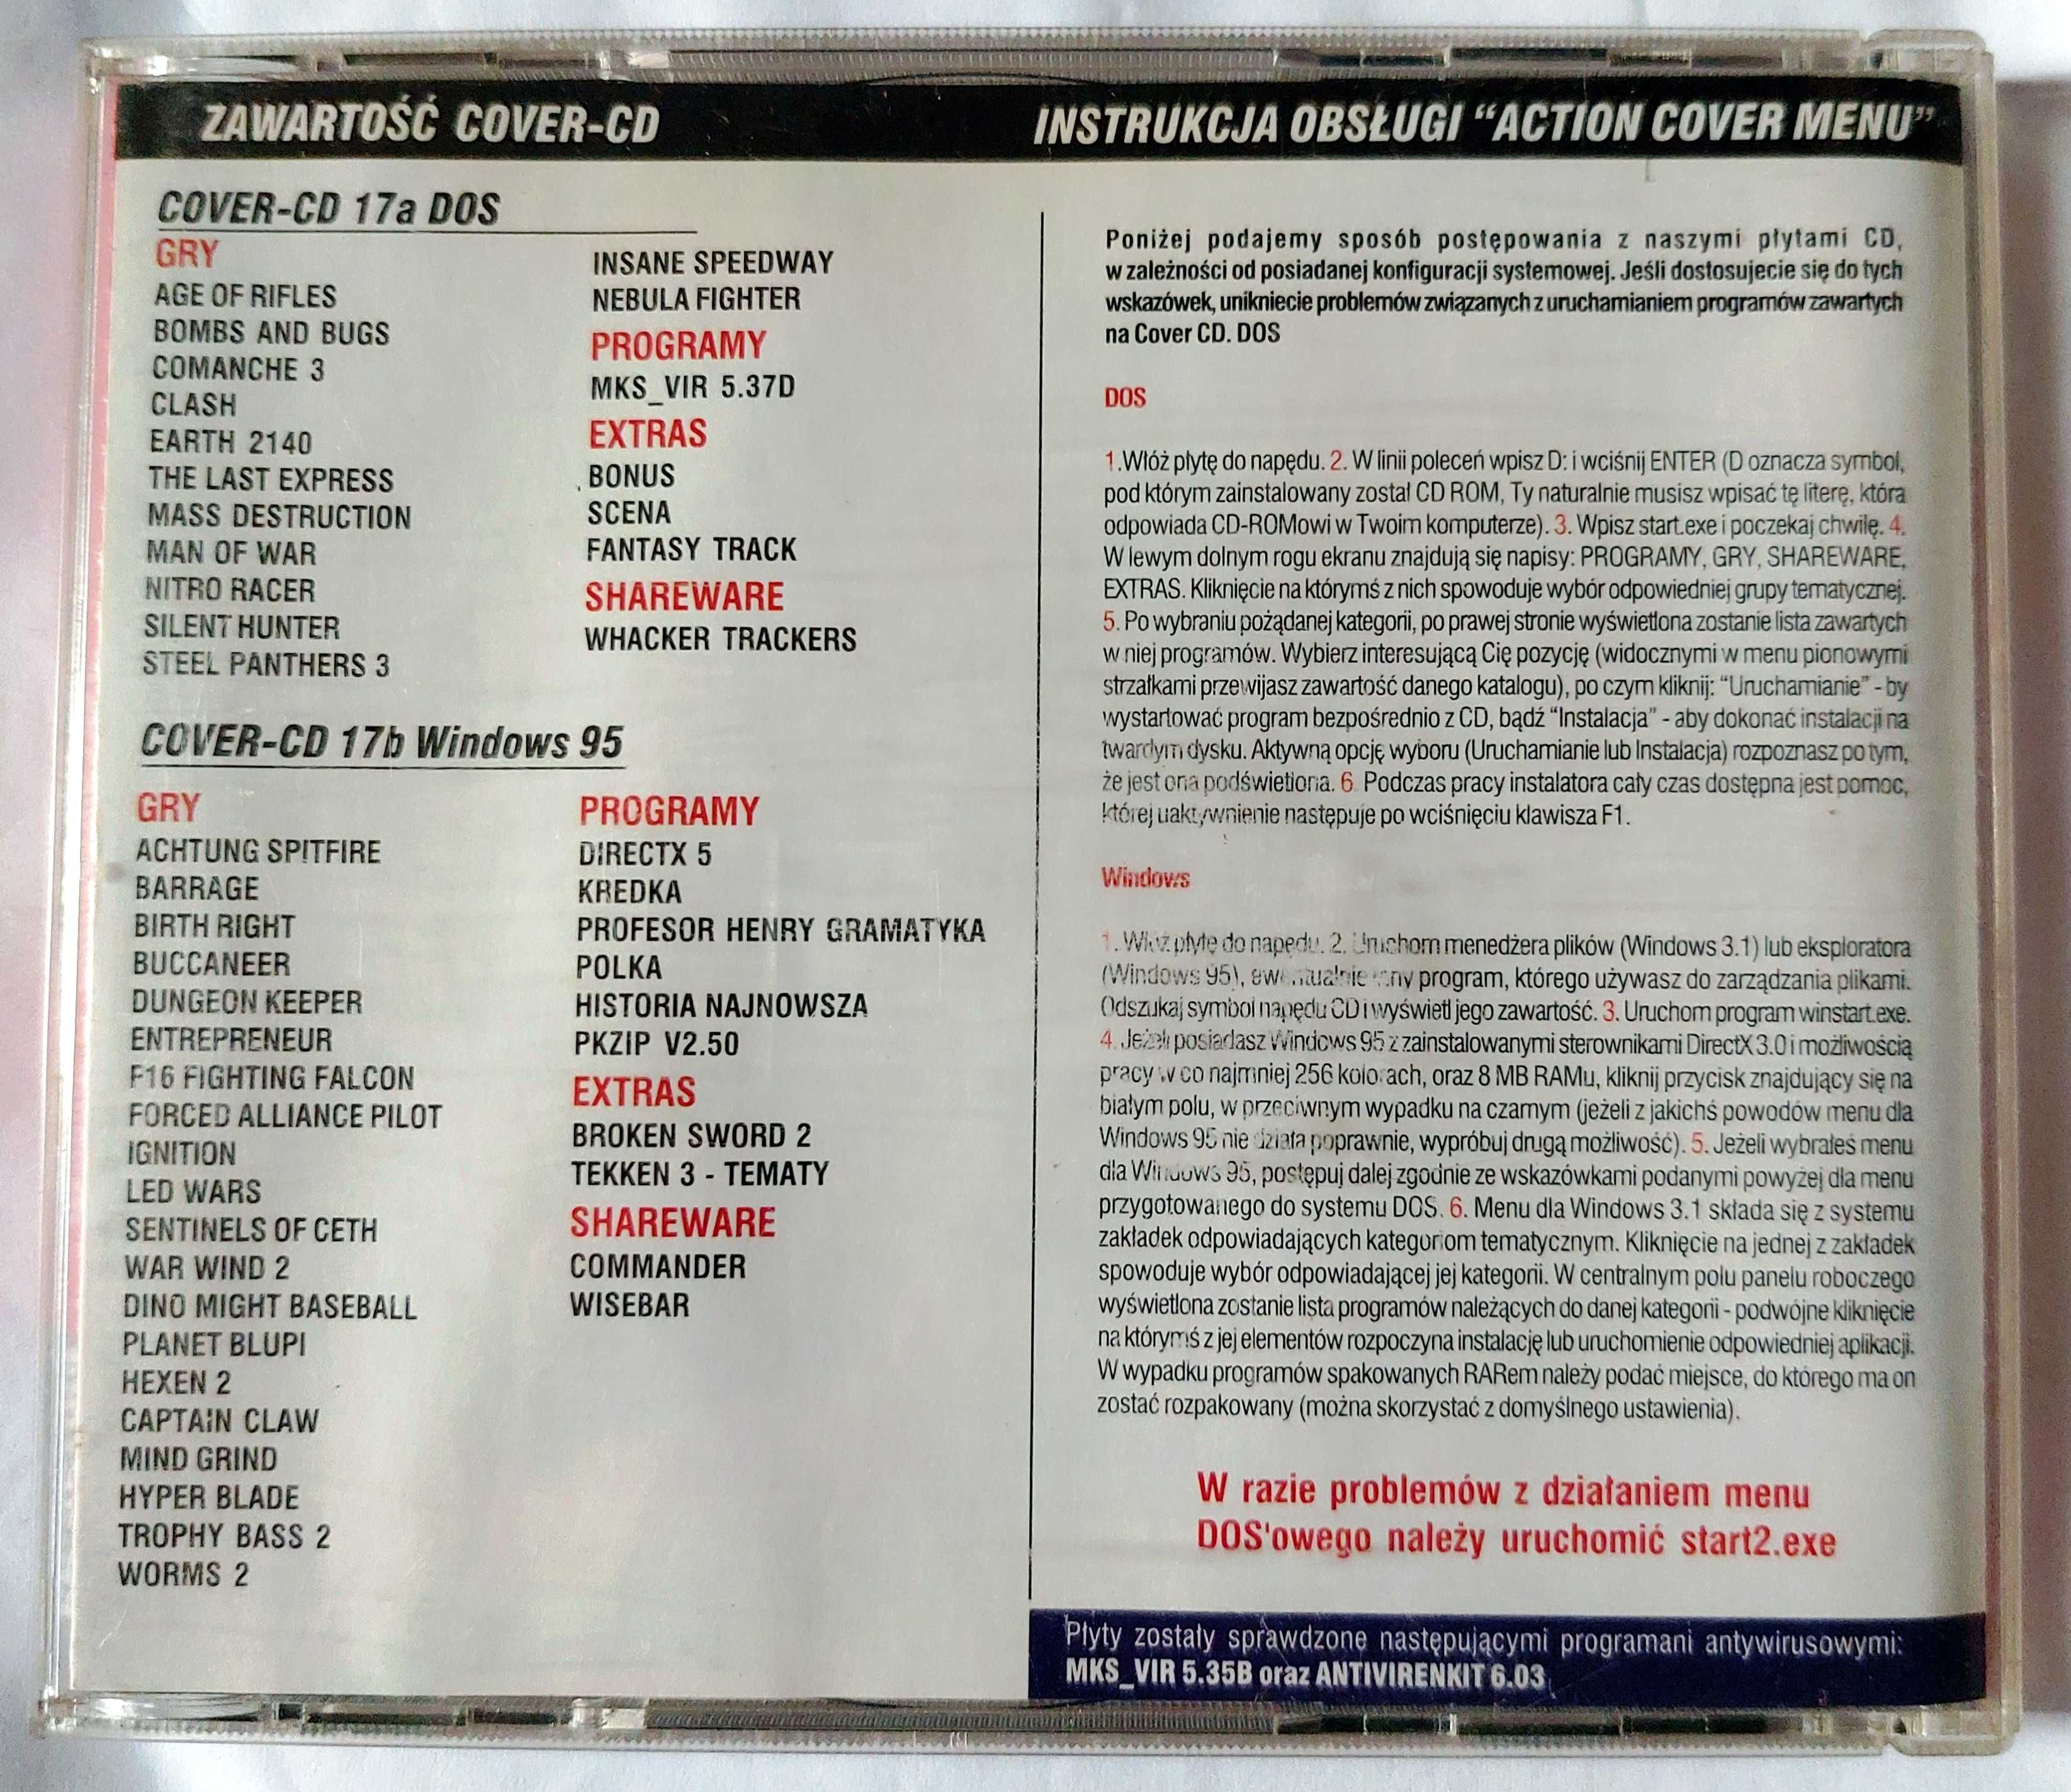 ZAWARTOŚĆ COVER-CD
COVER-CD 17a DOS
GRY
AGE OF RIFLES
BOMBS AND BUGS
COMANCHE 3
CLASH
EARTH 2140
THE LAST EXPRESS
MASS DESTRUCTION
MAN OF WAR
NITRO RACER
SILENT HUNTER
STEEL PANTHERS 3
INSANE SPEEDWAY
NEBULA FIGHTER
PROGRAMY
MKS_VIR 5.37D
EXTRAS
BONUS
SCENA
FANTASY TRACK
SHAREWARE
WHACKER TRACKERS
COVER-CD 17b Windows 95
GRY
ACHTUNG SPITFIRE
BARRAGE
BIRTH RIGHT
BUCCANEER
DUNGEON KEEPER
ENTREPRENEUR
F16 FIGHTING FALCON
FORCED ALLIANCE PILOT
IGNITION
LED WARS
SENTINELS OF CETH
WAR WIND 2
DINO MIGHT BASEBALL
PLANET BLUPI
HEXEN 2
CAPTAIN CLAW
MIND GRIND
HYPER BLADE
TROPHY BASS 2
WORMS 2
PROGRAMY
DIRECTX 5
KREDKA
PROFESOR HENRY GRAMATYKA
POLKA
HISTORIA NAJNOWSZA
PKZIP V2.50
EXTRAS
BROKEN SWORD 2
TEKKEN 3 - TEMATY
SHAREWARE
COMMANDER
WISEBAR
INSTRUKCJA OBSŁUGI “ACTION COVER MENU”
Poniżej podajemy sposób postępowania z naszymi płytami CD,
w zależności od posiadanej konfiguracji systemowej. Jeśli dostosujecie się do tych
wskazówek, unikniecie problemów związanych z uruchamianiem programów zawartych
na Cover CD. DOS
DOS
1.Włóż płytę do napędu. 2. W linii poleceń wpisz D: i wciśnij ENTER (D oznacza symbol,
pod którym zainstalowany został CD ROM, Ty naturalnie musisz wpisać tę literę, która
odpowiada CD-ROMowi w Twoim komputerze). 3. Wpisz start.exe i poczekaj chwilę. 4.
W lewym dolnym rogu ekranu znajdują się napisy: PROGRAMY, GRY, SHAREWARE,
EXTRAS. Kliknięcie na którymś z nich spowoduje wybór odpowiedniej grupy tematycznej.
5. Po wybraniu pożądanej kategorii, po prawej stronie wyświetlona zostanie lista zawartych
w niej programów. Wybierz interesującą Cię pozycję (widocznymi w menu pionowymi
strzałkami przewijasz zawartość danego katalogu), po czym kliknij: “Uruchamianie” - by
wystartować program bezpośrednio z CD, bądź “Instalacja” - aby dokonać instalacji na
twardym dysku. Aktywną opcję wyboru (Uruchamianie lub Instalacja) rozpoznasz po tym,
że jest ona podświetlona. 6. Podczas pracy instalatora cały czas dostępna jest pomoc,
której uaktywnienie następuje po wciśnięciu klawisza F1.
Windows
1. Włóż płytę do napędu. 2. Uruchom menedżera plików (Windows 3.1) lub eksploratora
(Windows 95), ewentualnie inny program, którego używasz do zarządzania plikami.
Odszukaj symbol napędu CD i wyświetl jego zawartość. 3. Uruchom program winstart.exe.
4. Jeżeli posiadasz Windows 95 z zainstalowanymi sterownikami DirectX 3.0 i możliwością
pracy w co najmniej 256 kolorach, oraz 8 MB RAMu, kliknij przycisk znajdujący się na
białym polu, w przeciwnym wypadku na czarnym (jeżeli z jakichś powodów menu dla
Windows 95 nie działa poprawnie, wypróbuj drugą możliwość). 5. Jeżeli wybrałeś menu
dla Windows 95, postępuj dalej zgodnie ze wskazówkami podanymi powyżej dla menu
przygotowanego do systemu DOS. 6. Menu dla Windows 3.1 składa się z systemu
zakładek odpowiadających kategoriom tematycznym. Kliknięcie na jednej z zakładek
spowoduje wybór odpowiadającej jej kategorii. W centralnym polu panelu roboczego
wyświetlona zostanie lista programów należących do danej kategorii - podwójne kliknięcie
na którymś z jej elementów rozpoczyna instalację lub uruchomienie odpowiedniej aplikacji.
W wypadku programów spakowanych RARem należy podać miejsce, do którego ma on
zostać rozpakowany (można skorzystać z domyślnego ustawienia).
W razie problemów z działaniem menu
DOS'owego należy uruchomić start2.exe
Płyty zostały sprawdzone następującymi programani antywirusowymi:
MKS_VIR 5.35B oraz ANTIVIRENKIT 6.03